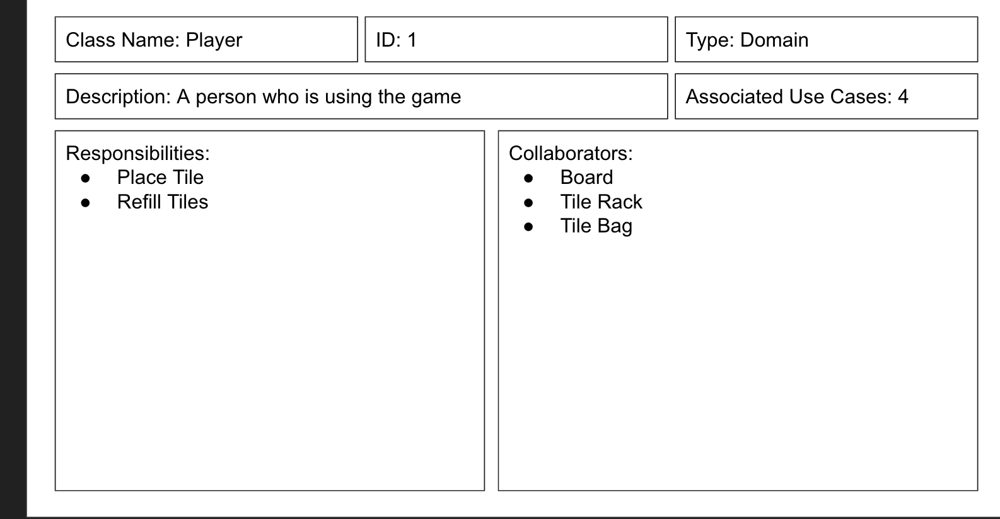 Class Name: Player
ID: 1
Type: Domain
Description: A person who is using the game
Associated Use Cases: 4
Responsibilities:
● Place Tile
● Refill Tiles
Collaborators:
● Board
● Tile Rack
● Tile Bag